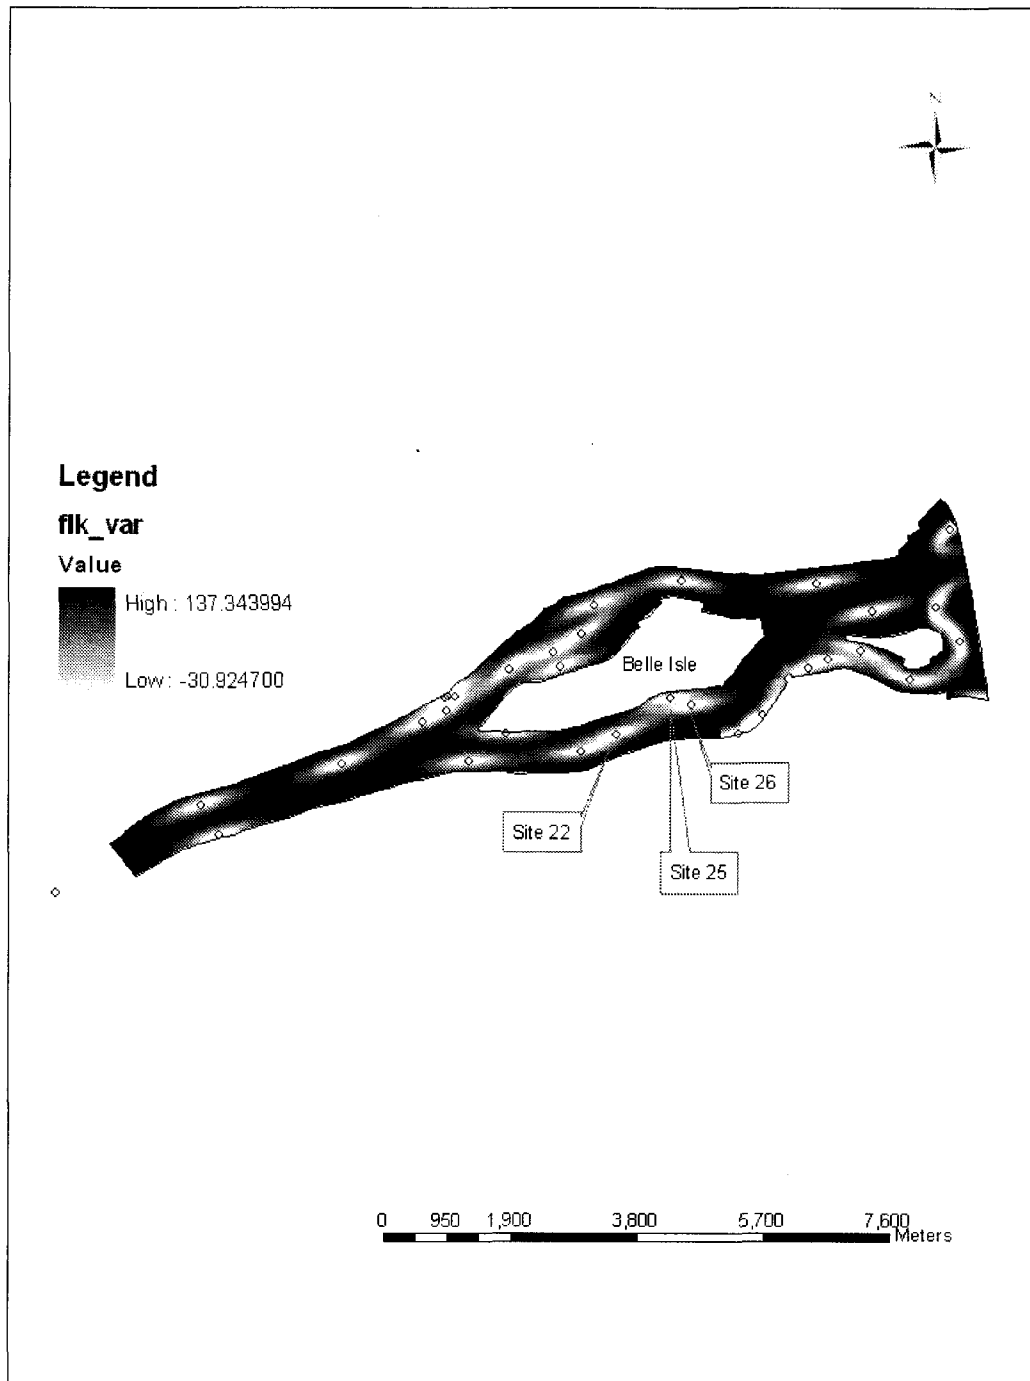 N
Legend
flk_var
Value
High : 137.343994
Low : -30.924700
Belle Isle
Site 26
Site 22
Site 25
0 950 1,900 3,800 5,700 7,600
Meters